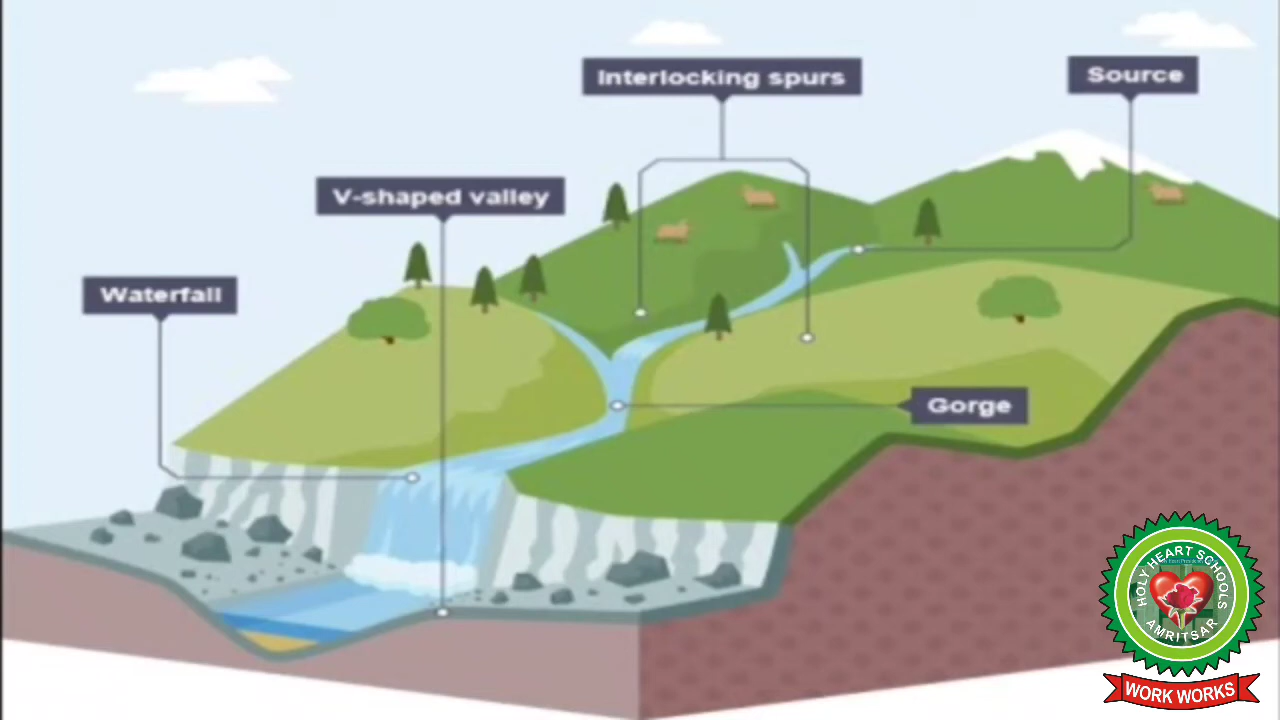 Interlocking spurs
Source
V-shaped valley
Waterfall
Gorge
HOLY HEART SCHOOLS
AMRITSAR
WORK WORKS